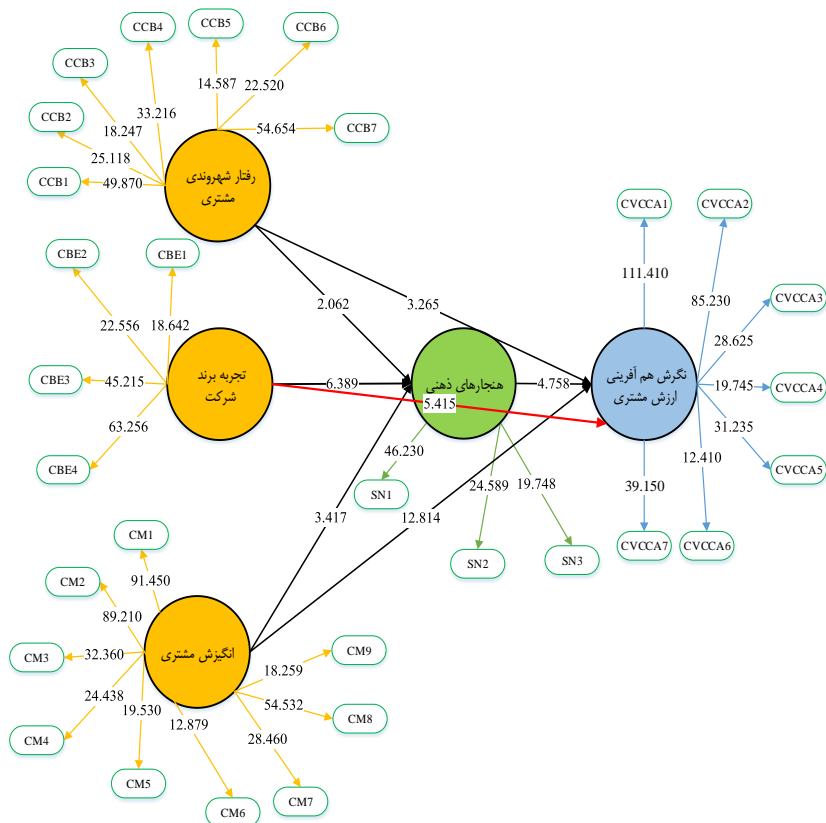 CCB5
CCB4
CCB6
CCB3
14.587
22.520
33.216
CCB2
18.247
54.654
CCB7
25.118
CCB1
49.870
رفتار شهروندی
مشتری
CVCCA1
CVCCA2
CBE2
CBE1
111.410
85.230
CVCCA3
2.062
3.265
22.556
18.642
28.625
CBE3
45.215
تجربه برند
شرکت
6.389
هنجارهای ذهنی
4.758
نگرش هم آفرینی
ارزش مشتری
19.745
CVCCA4
5.415
63.256
31.235
46.230
12.410
CBE4
CVCCA5
39.150
24.589
19.748
SN1
3.417
12.814
CM1
CVCCA7
CVCCA6
SN2
SN3
91.450
CM2
89.210
CM3
32.360
انگیزش مشتری
CM9
18.259
24.438
19.530
54.532
12.879
CM8
CM4
28.460
CM5
CM6
CM7